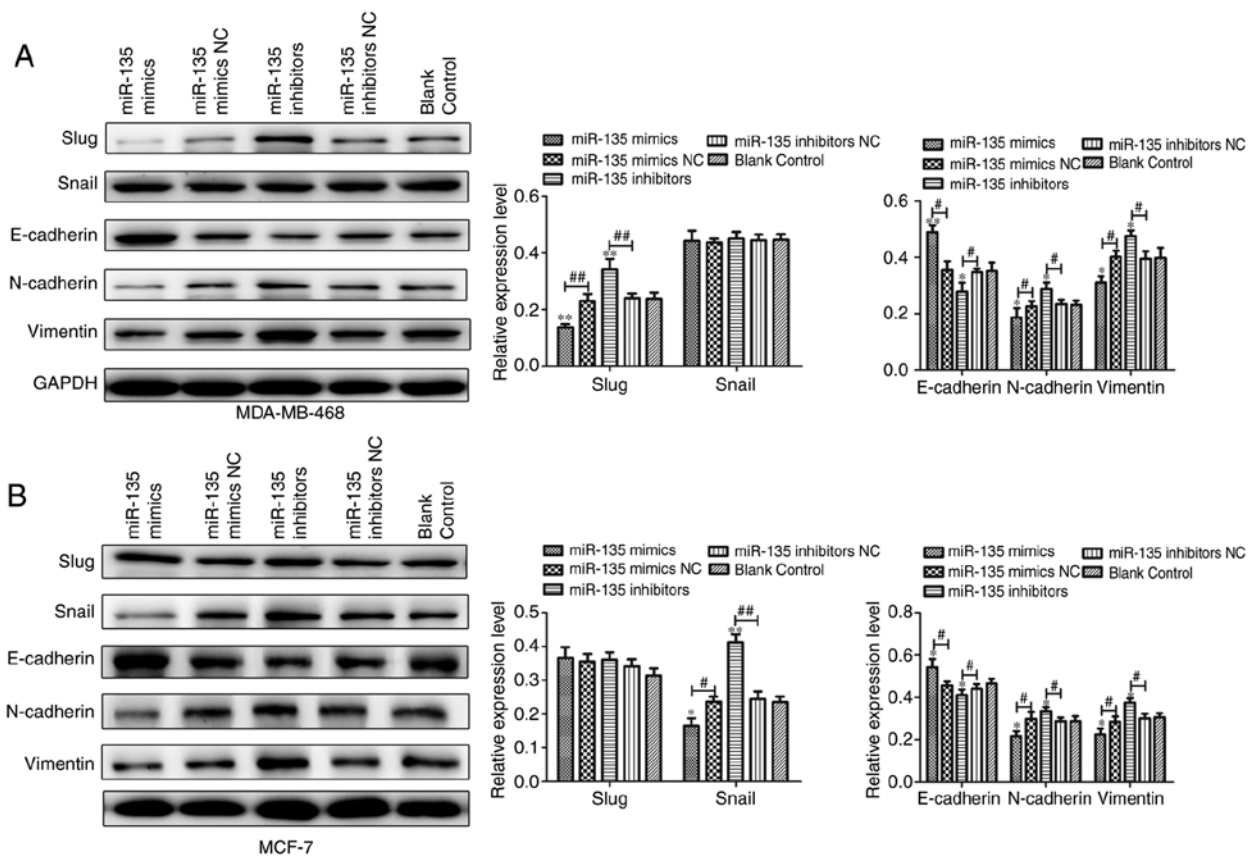 A
miR-135
mimics
miR-135
mimics NC
miR-135
inhibitors
miR-135
inhibitors NC
Blank
Control
Slug
Snail
E-cadherin
N-cadherin
Vimentin
GAPDH
MDA-MB-468
miR-135 mimics
miR-135 mimics NC
miR-135 inhibitors
miR-135 inhibitors NC
Blank Control
Relative expression level
0.6
0.4
0.2
0.0
**
##
**
##
Slug
Snail
miR-135 mimics
miR-135 mimics NC
miR-135 inhibitors
miR-135 inhibitors NC
Blank Control
Relative expression level
0.6
0.4
0.2
0.0
**
#
*
#
*
#
*
#
*
#
*
#
E-cadherin N-cadherin Vimentin
B
miR-135
mimics
miR-135
mimics NC
miR-135
inhibitors
miR-135
inhibitors NC
Blank
Control
Slug
Snail
E-cadherin
N-cadherin
Vimentin
MCF-7
miR-135 mimics
miR-135 mimics NC
miR-135 inhibitors
miR-135 inhibitors NC
Blank Control
Relative expression level
0.5
0.4
0.3
0.2
0.1
0.0
*
#
**
##
Slug
Snail
miR-135 mimics
miR-135 mimics NC
miR-135 inhibitors
miR-135 inhibitors NC
Blank Control
Relative expression level
0.8
0.6
0.4
0.2
0.0
*
#
*
#
*
#
*
#
*
#
*
#
E-cadherin N-cadherin Vimentin